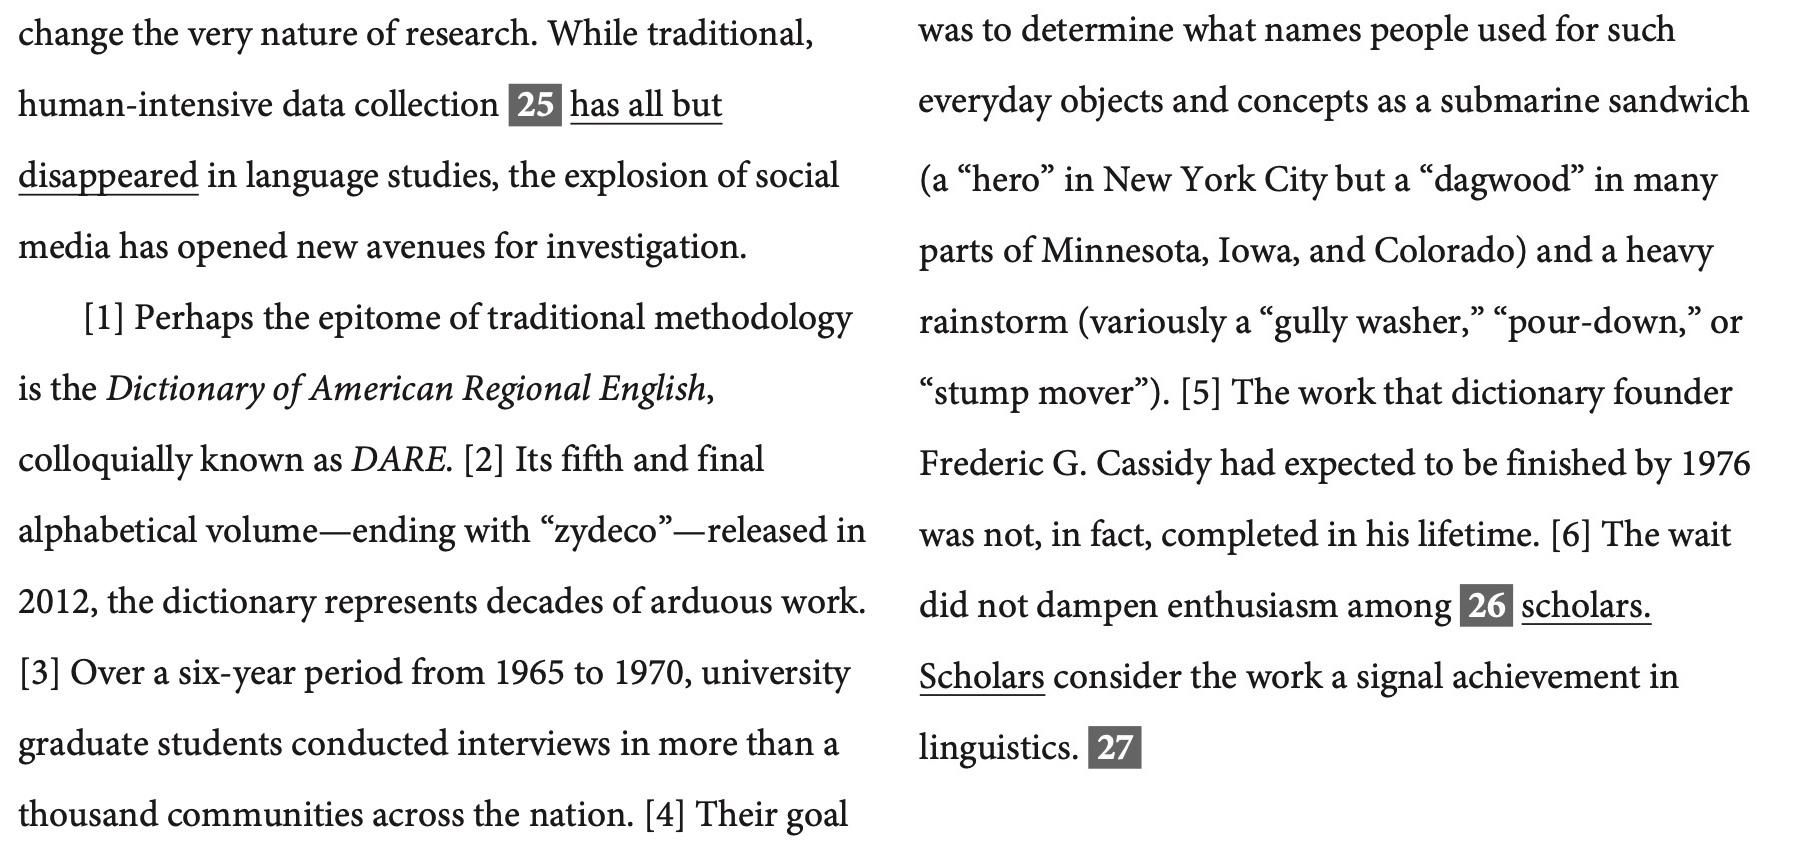 change the very nature of research. While traditional,
human-intensive data collection 25 has all but
disappeared in language studies, the explosion of social
media has opened new avenues for investigation.
[1] Perhaps the epitome of traditional methodology
is the Dictionary of American Regional English,
colloquially known as DARE. [2] Its fifth and final
alphabetical volume—ending with “zydeco”—released in
2012, the dictionary represents decades of arduous work.
[3] Over a six-year period from 1965 to 1970, university
graduate students conducted interviews in more than a
thousand communities across the nation. [4] Their goal
was to determine what names people used for such
everyday objects and concepts as a submarine sandwich
(a “hero” in New York City but a “dagwood” in many
parts of Minnesota, Iowa, and Colorado) and a heavy
rainstorm (variously a “gully washer,” “pour-down,” or
“stump mover”). [5] The work that dictionary founder
Frederic G. Cassidy had expected to be finished by 1976
was not, in fact, completed in his lifetime. [6] The wait
did not dampen enthusiasm among 26 scholars.
Scholars consider the work a signal achievement in
linguistics. 27